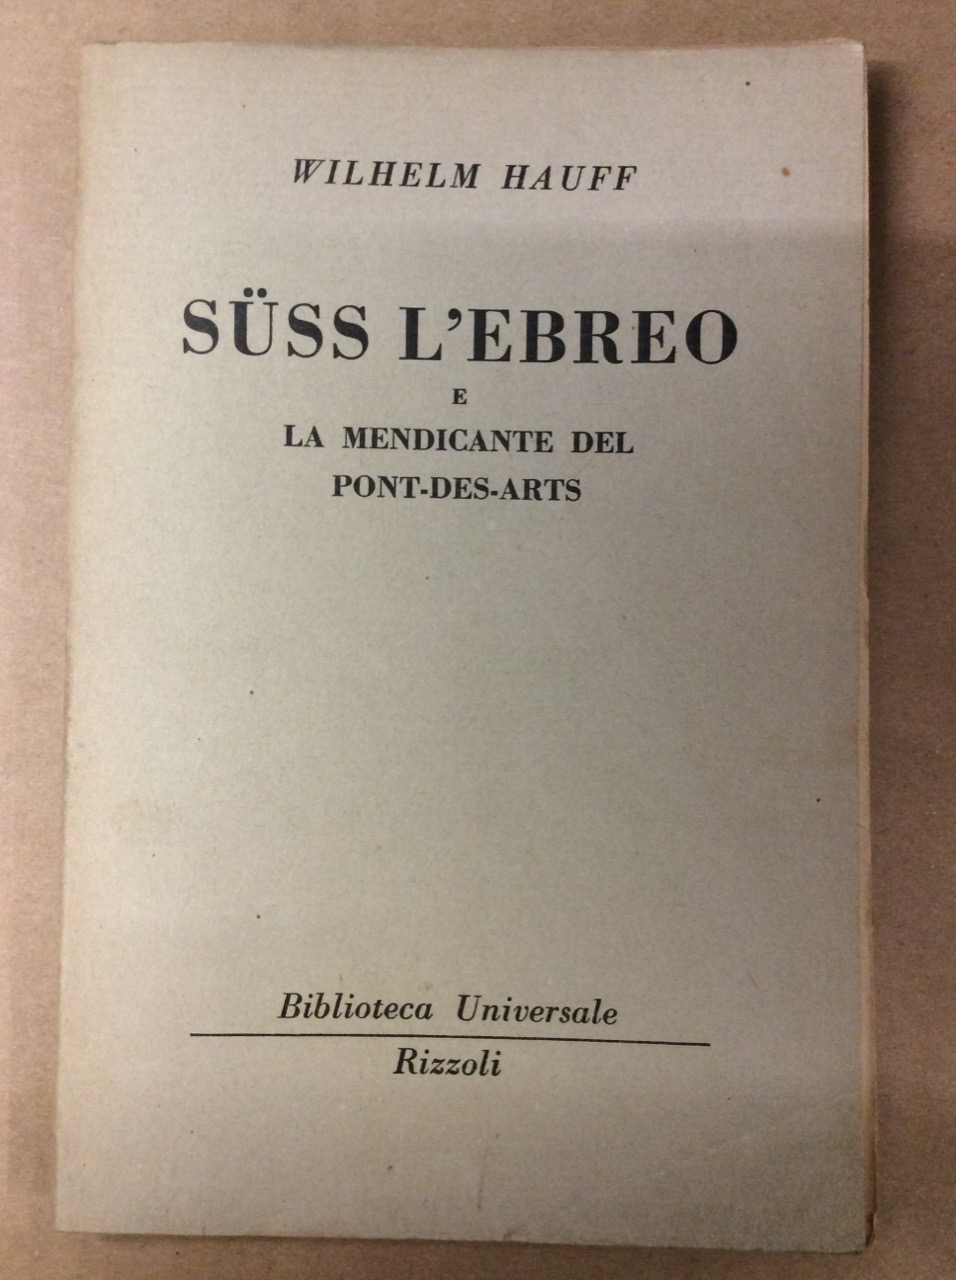 WILHELM HAUFF
SÜSS L'EBREO
E
LA MENDICANTE DEL
PONT-DES-ARTS
Biblioteca Universale
Rizzoli